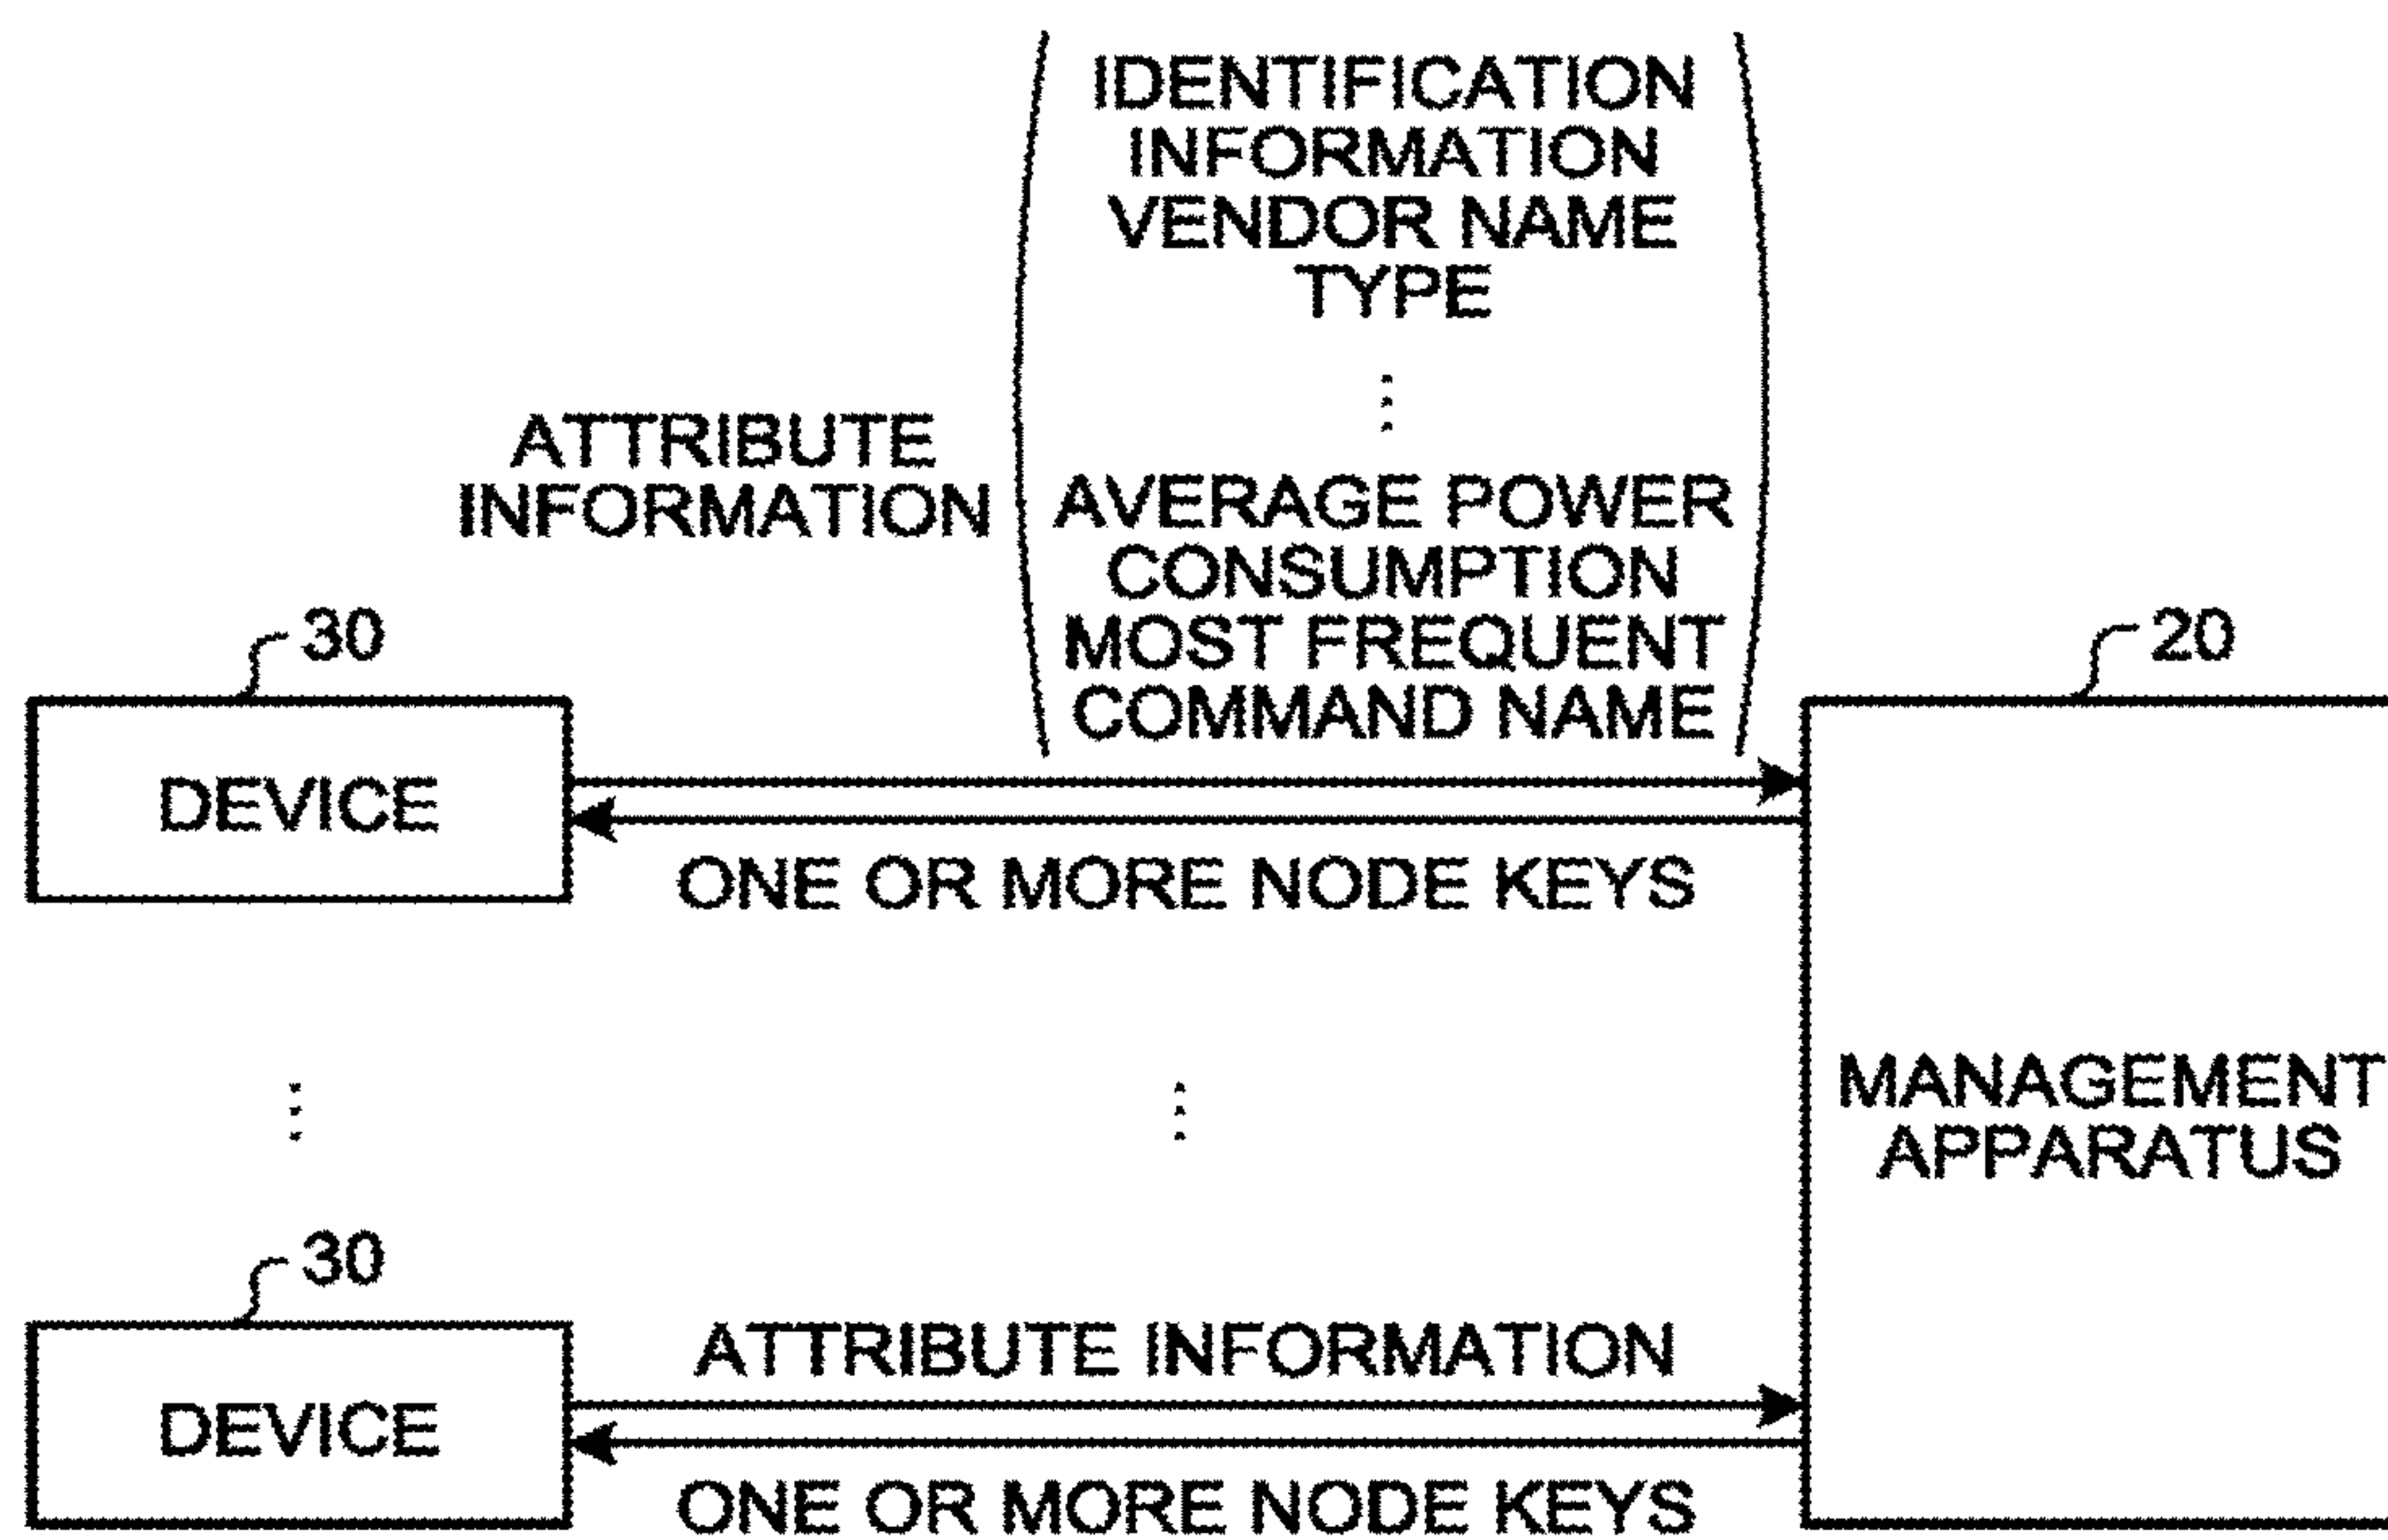 IDENTIFICATION
INFORMATION
VENDOR NAME
TYPE
⋮
ATTRIBUTE
INFORMATION
AVERAGE POWER
CONSUMPTION
MOST FREQUENT
COMMAND NAME
30
20
DEVICE
ONE OR MORE NODE KEYS
MANAGEMENT
APPARATUS
⋮
⋮
30
ATTRIBUTE INFORMATION
DEVICE
ONE OR MORE NODE KEYS